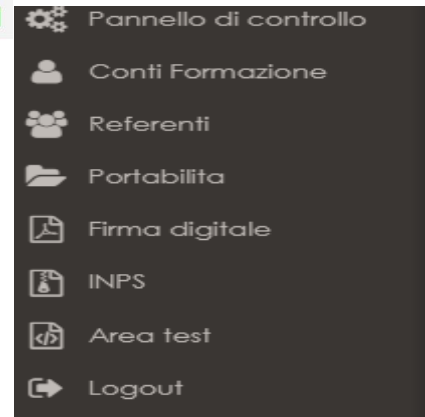 Pannello di controllo
Conti Formazione
Referenti
Portabilita
Firma digitale
INPS
Area test
Logout